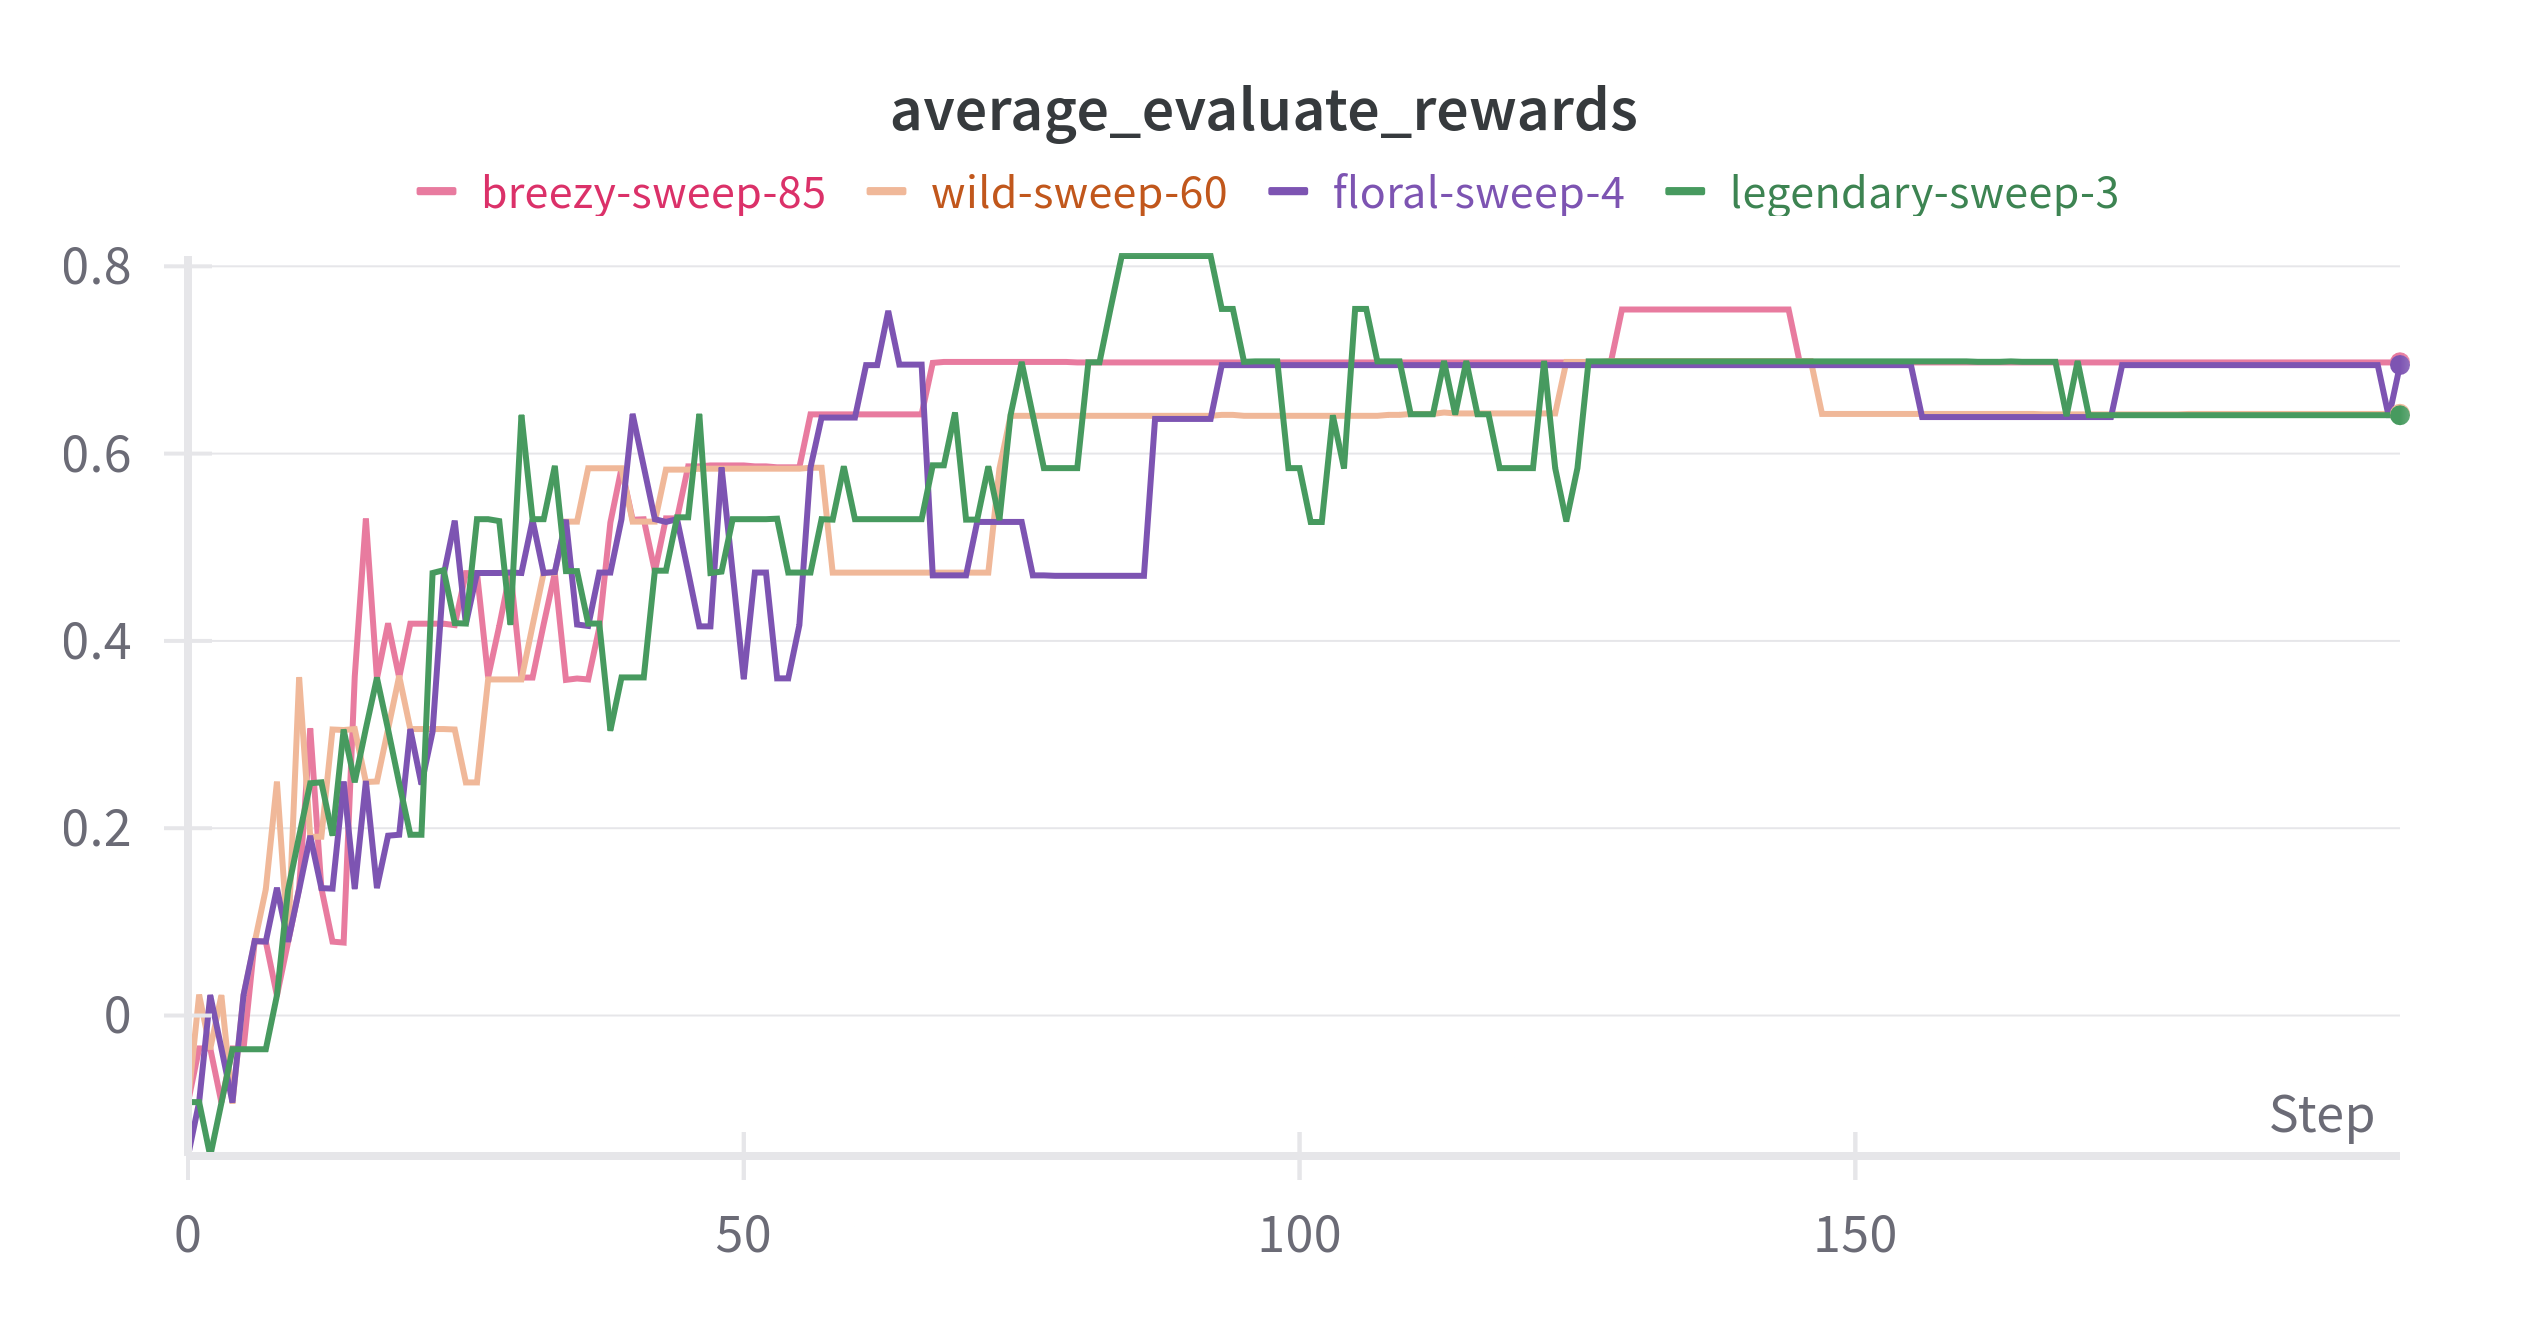 average_evaluate_rewards
breezy-sweep-85 wild-sweep-60 floral-sweep-4 legendary-sweep-3
0.8
0.6
0.4
0.2
0
Step
0 50 100 150